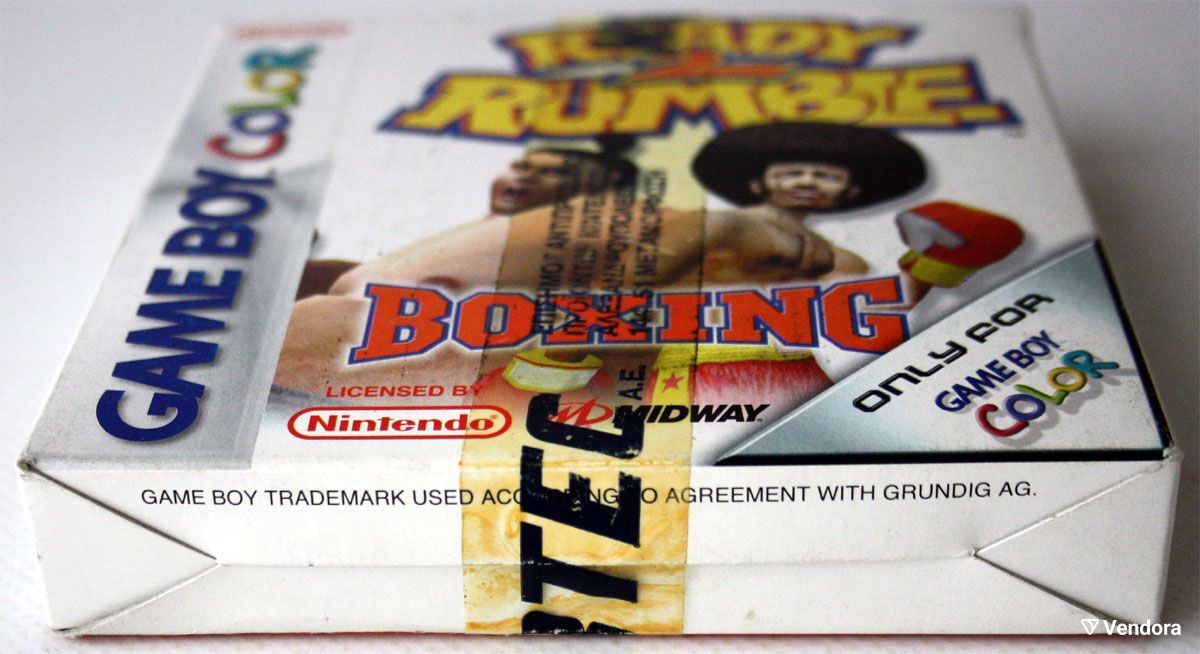 READY
RUMBLE
GAME BOY COLOR
BOXING
LICENSED BY
Nintendo
MIDWAY
ONLY FOR
GAME BOY
COLOR
Α.Ε.
GAME BOY TRADEMARK USED ACCORDING TO AGREEMENT WITH GRUNDIG AG.
Vendora